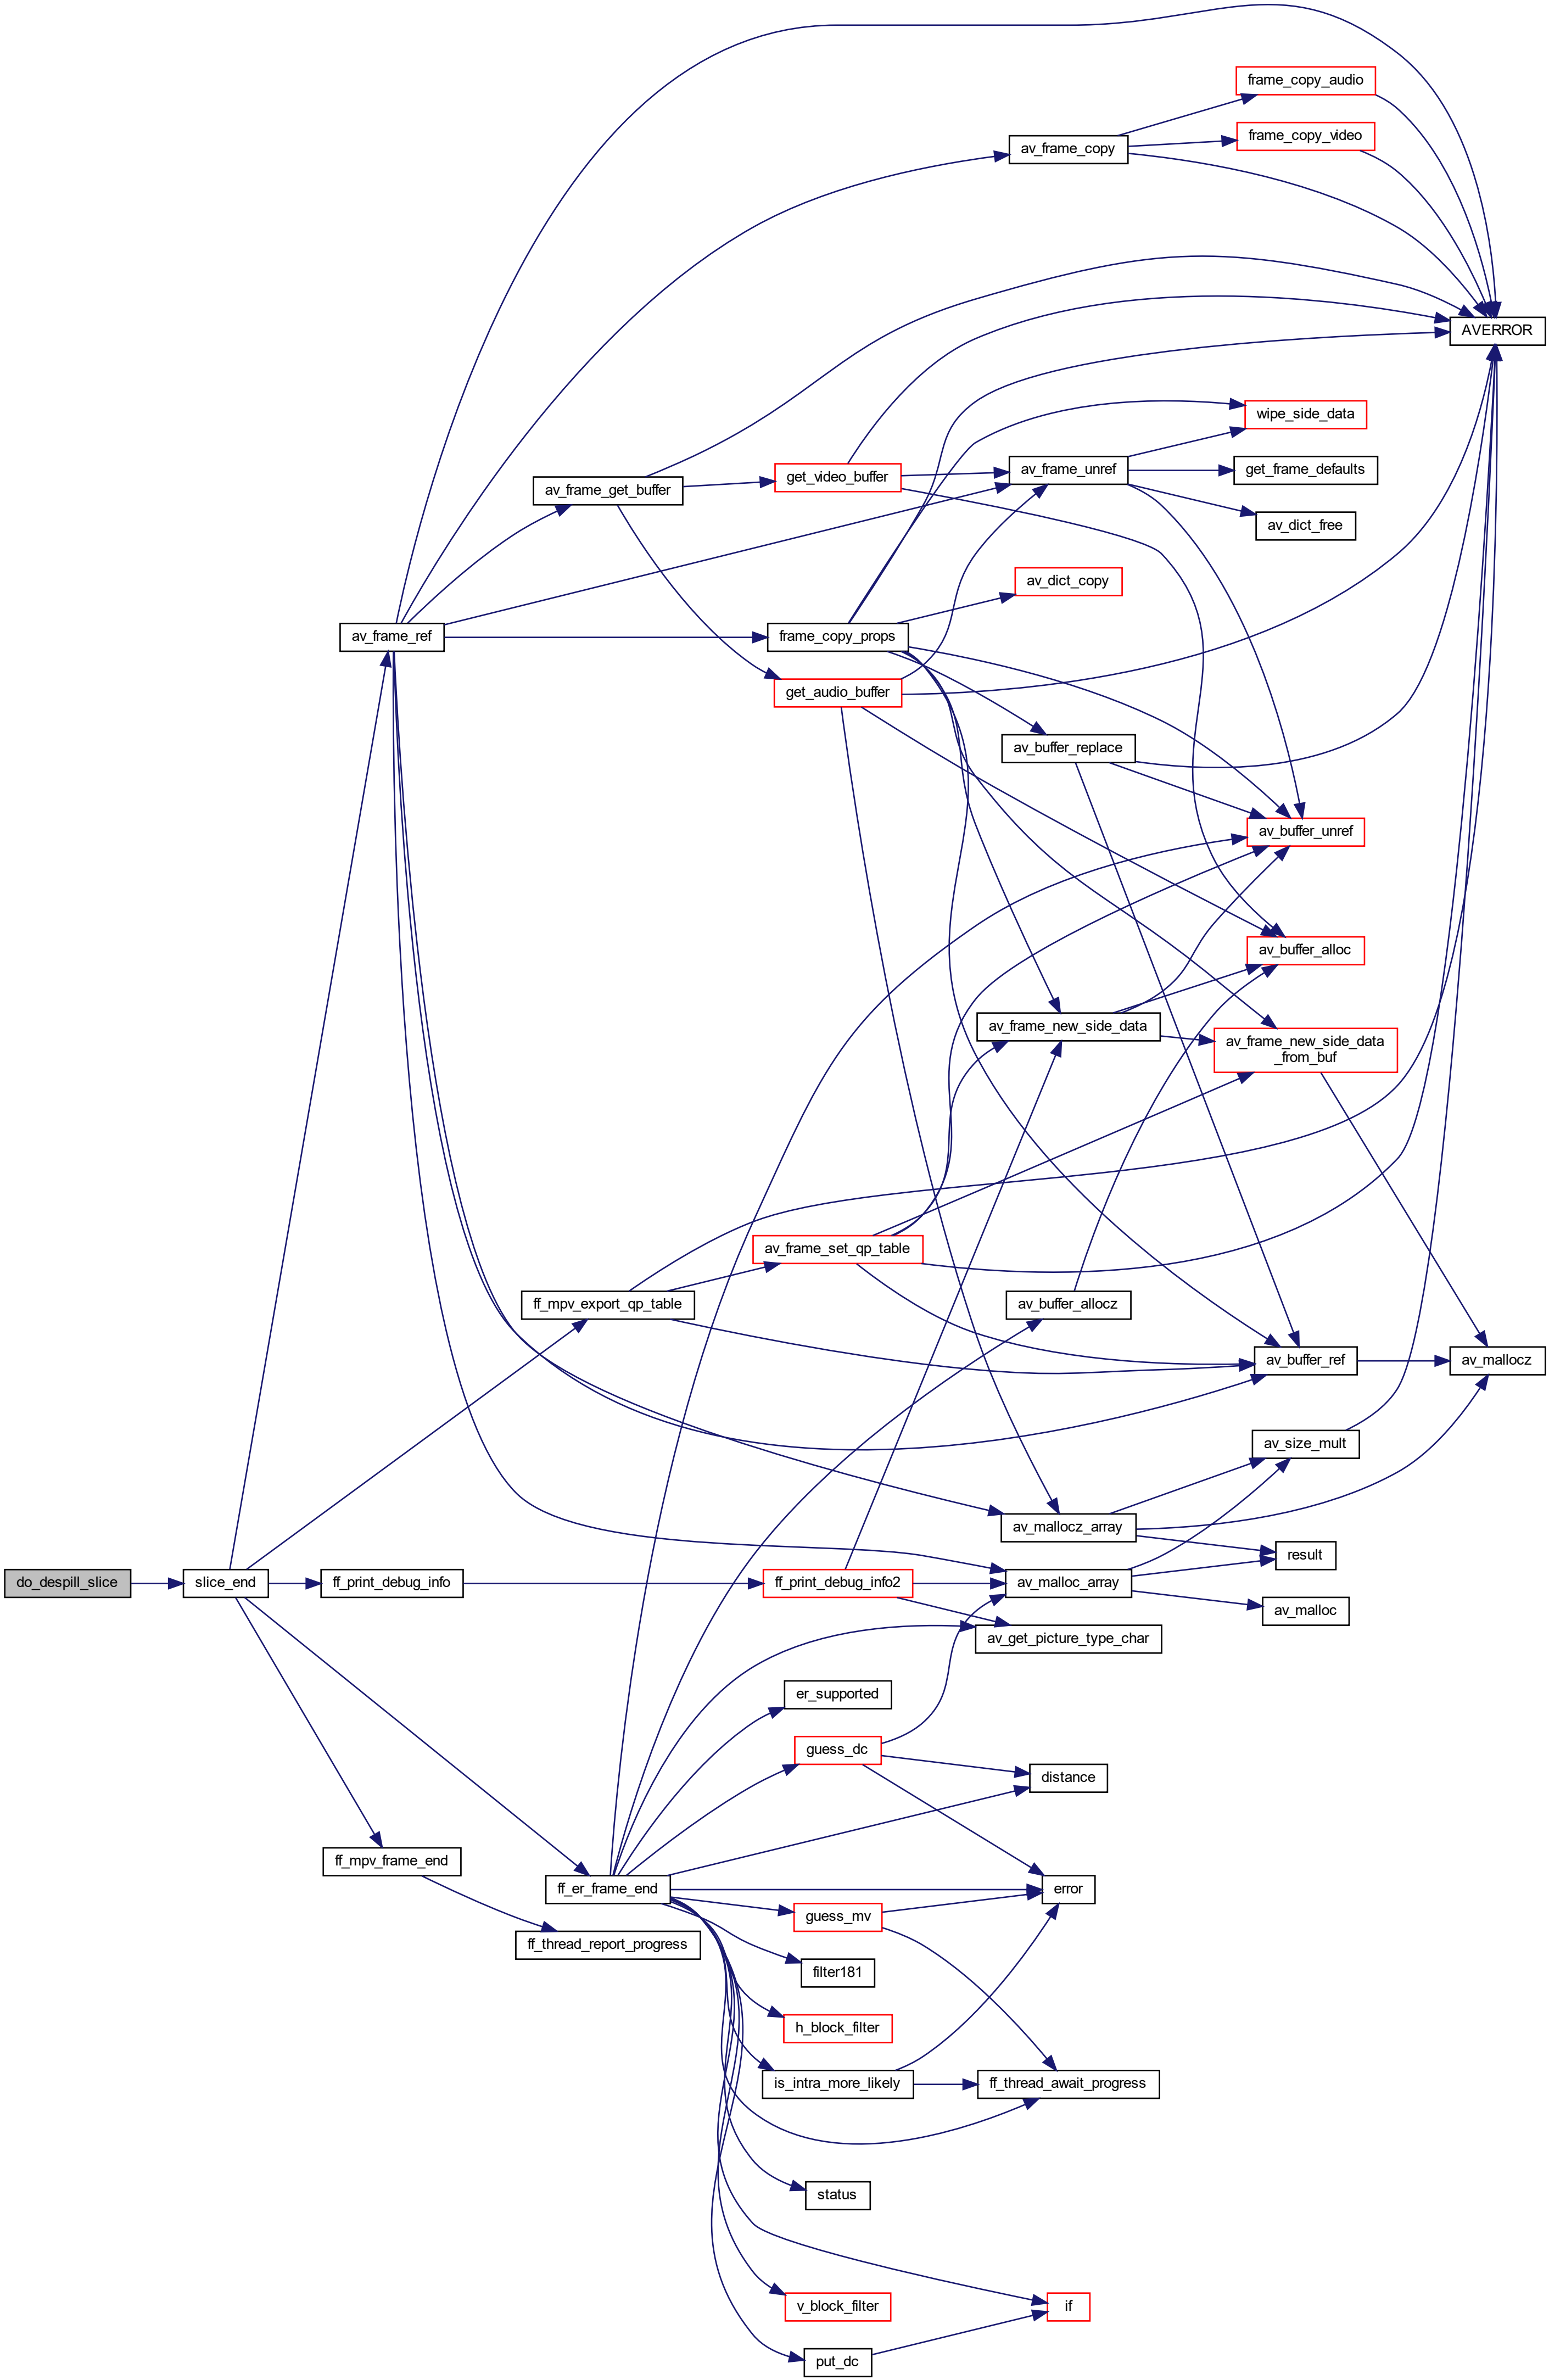 frame_copy_audio
frame_copy_video
av_frame_copy
AVERROR
wipe_side_data
av_frame_unref
get_frame_defaults
get_video_buffer
av_frame_get_buffer
av_dict_free
av_dict_copy
av_frame_ref
frame_copy_props
get_audio_buffer
av_buffer_replace
av_buffer_unref
av_buffer_alloc
av_frame_new_side_data
av_frame_new_side_data
_from_buf
av_frame_set_qp_table
ff_mpv_export_qp_table
av_buffer_allocz
av_buffer_ref
av_mallocz
av_size_mult
av_mallocz_array
result
do_despill_slice
slice_end
ff_print_debug_info
ff_print_debug_info2
av_malloc_array
av_malloc
av_get_picture_type_char
er_supported
guess_dc
distance
ff_mpv_frame_end
ff_er_frame_end
error
guess_mv
ff_thread_report_progress
filter181
h_block_filter
is_intra_more_likely
ff_thread_await_progress
status
v_block_filter
if
put_dc